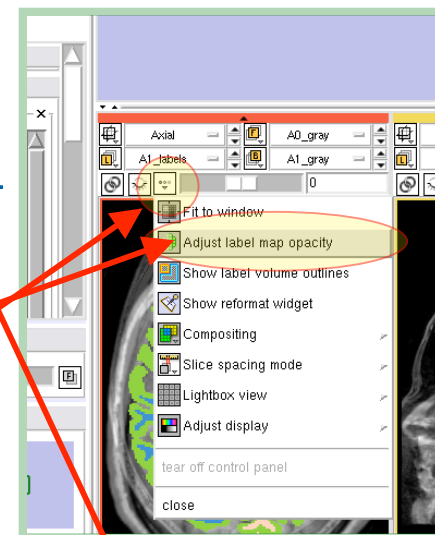 Axial
F
A0_gray
L
A1_labels
B
A1_gray
L
0
Fit to window
Adjust label map opacity
Show label volume outlines
Show reformat widget
Compositing
Slice spacing mode
Lightbox view
Adjust display
F
tear off control panel
close